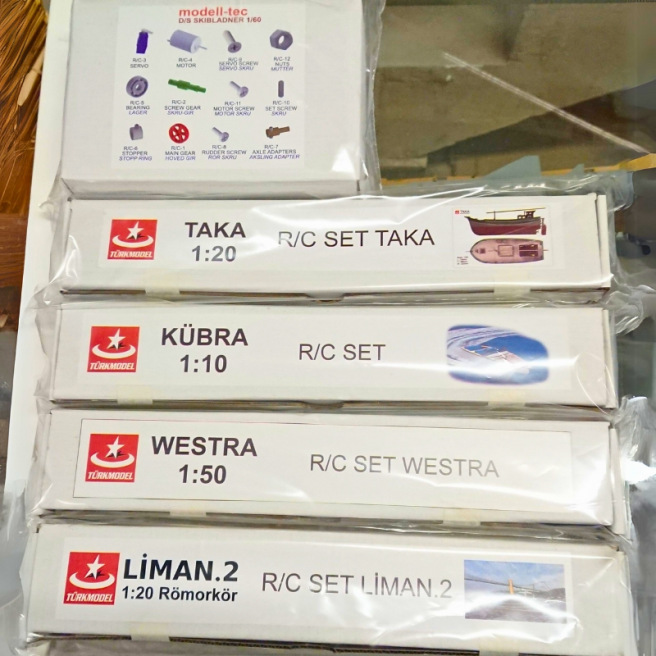 modell-tec
D/S SKIBLADNER 1/60
R/C-3
SERVO
R/C-4
MOTOR
R/C-9
SERVO SCREW
SERVO SKRU
R/C-12
NUTS
MUTTER
R/C-5
BEARING
LAGER
R/C-2
SCREW GEAR
SKRU-GIR
R/C-11
MOTOR SCREW
MOTOR SKRU
R/C-10
SET SCREW
SKRU
R/C-6
STOPPER
STOPP-RING
R/C-1
MAIN GEAR
HOVED GIR
R/C-8
RUDDER SCREW
ROR SKRU
R/C-7
AXLE ADAPTERS
AKSLING ADAPTER
TÜRKMODEL
TAKA
1:20
R/C SET TAKA
TÜRKMODEL
KÜBRA
1:10
R/C SET
TÜRKMODEL
WESTRA
1:50
R/C SET WESTRA
TÜRKMODEL
LİMAN.2
1:20 Römorkör
R/C SET LİMAN.2